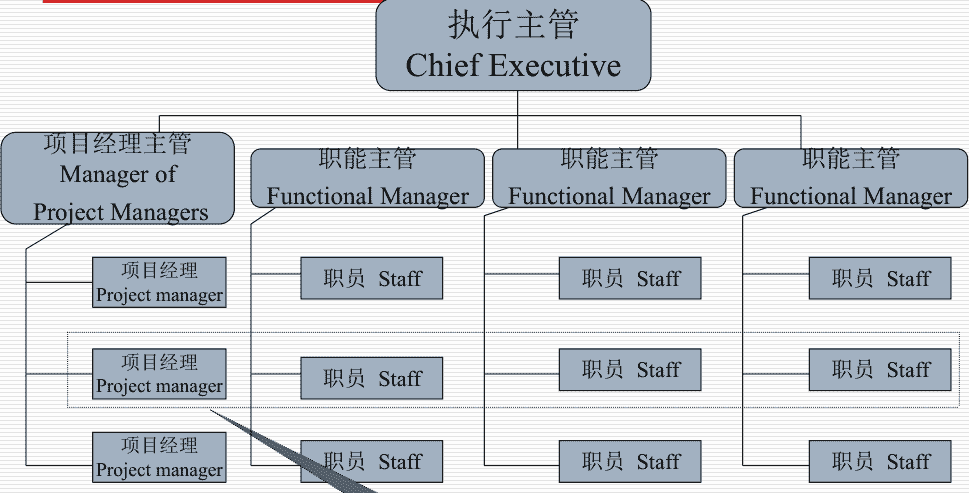 执行主管
Chief Executive
项目经理主管
Manager of
Project Managers
职能主管
Functional Manager
职能主管
Functional Manager
职能主管
Functional Manager
项目经理
Project manager
职员 Staff
职员 Staff
职员 Staff
项目经理
Project manager
职员 Staff
职员 Staff
职员 Staff
项目经理
Project manager
职员 Staff
职员 Staff
职员 Staff